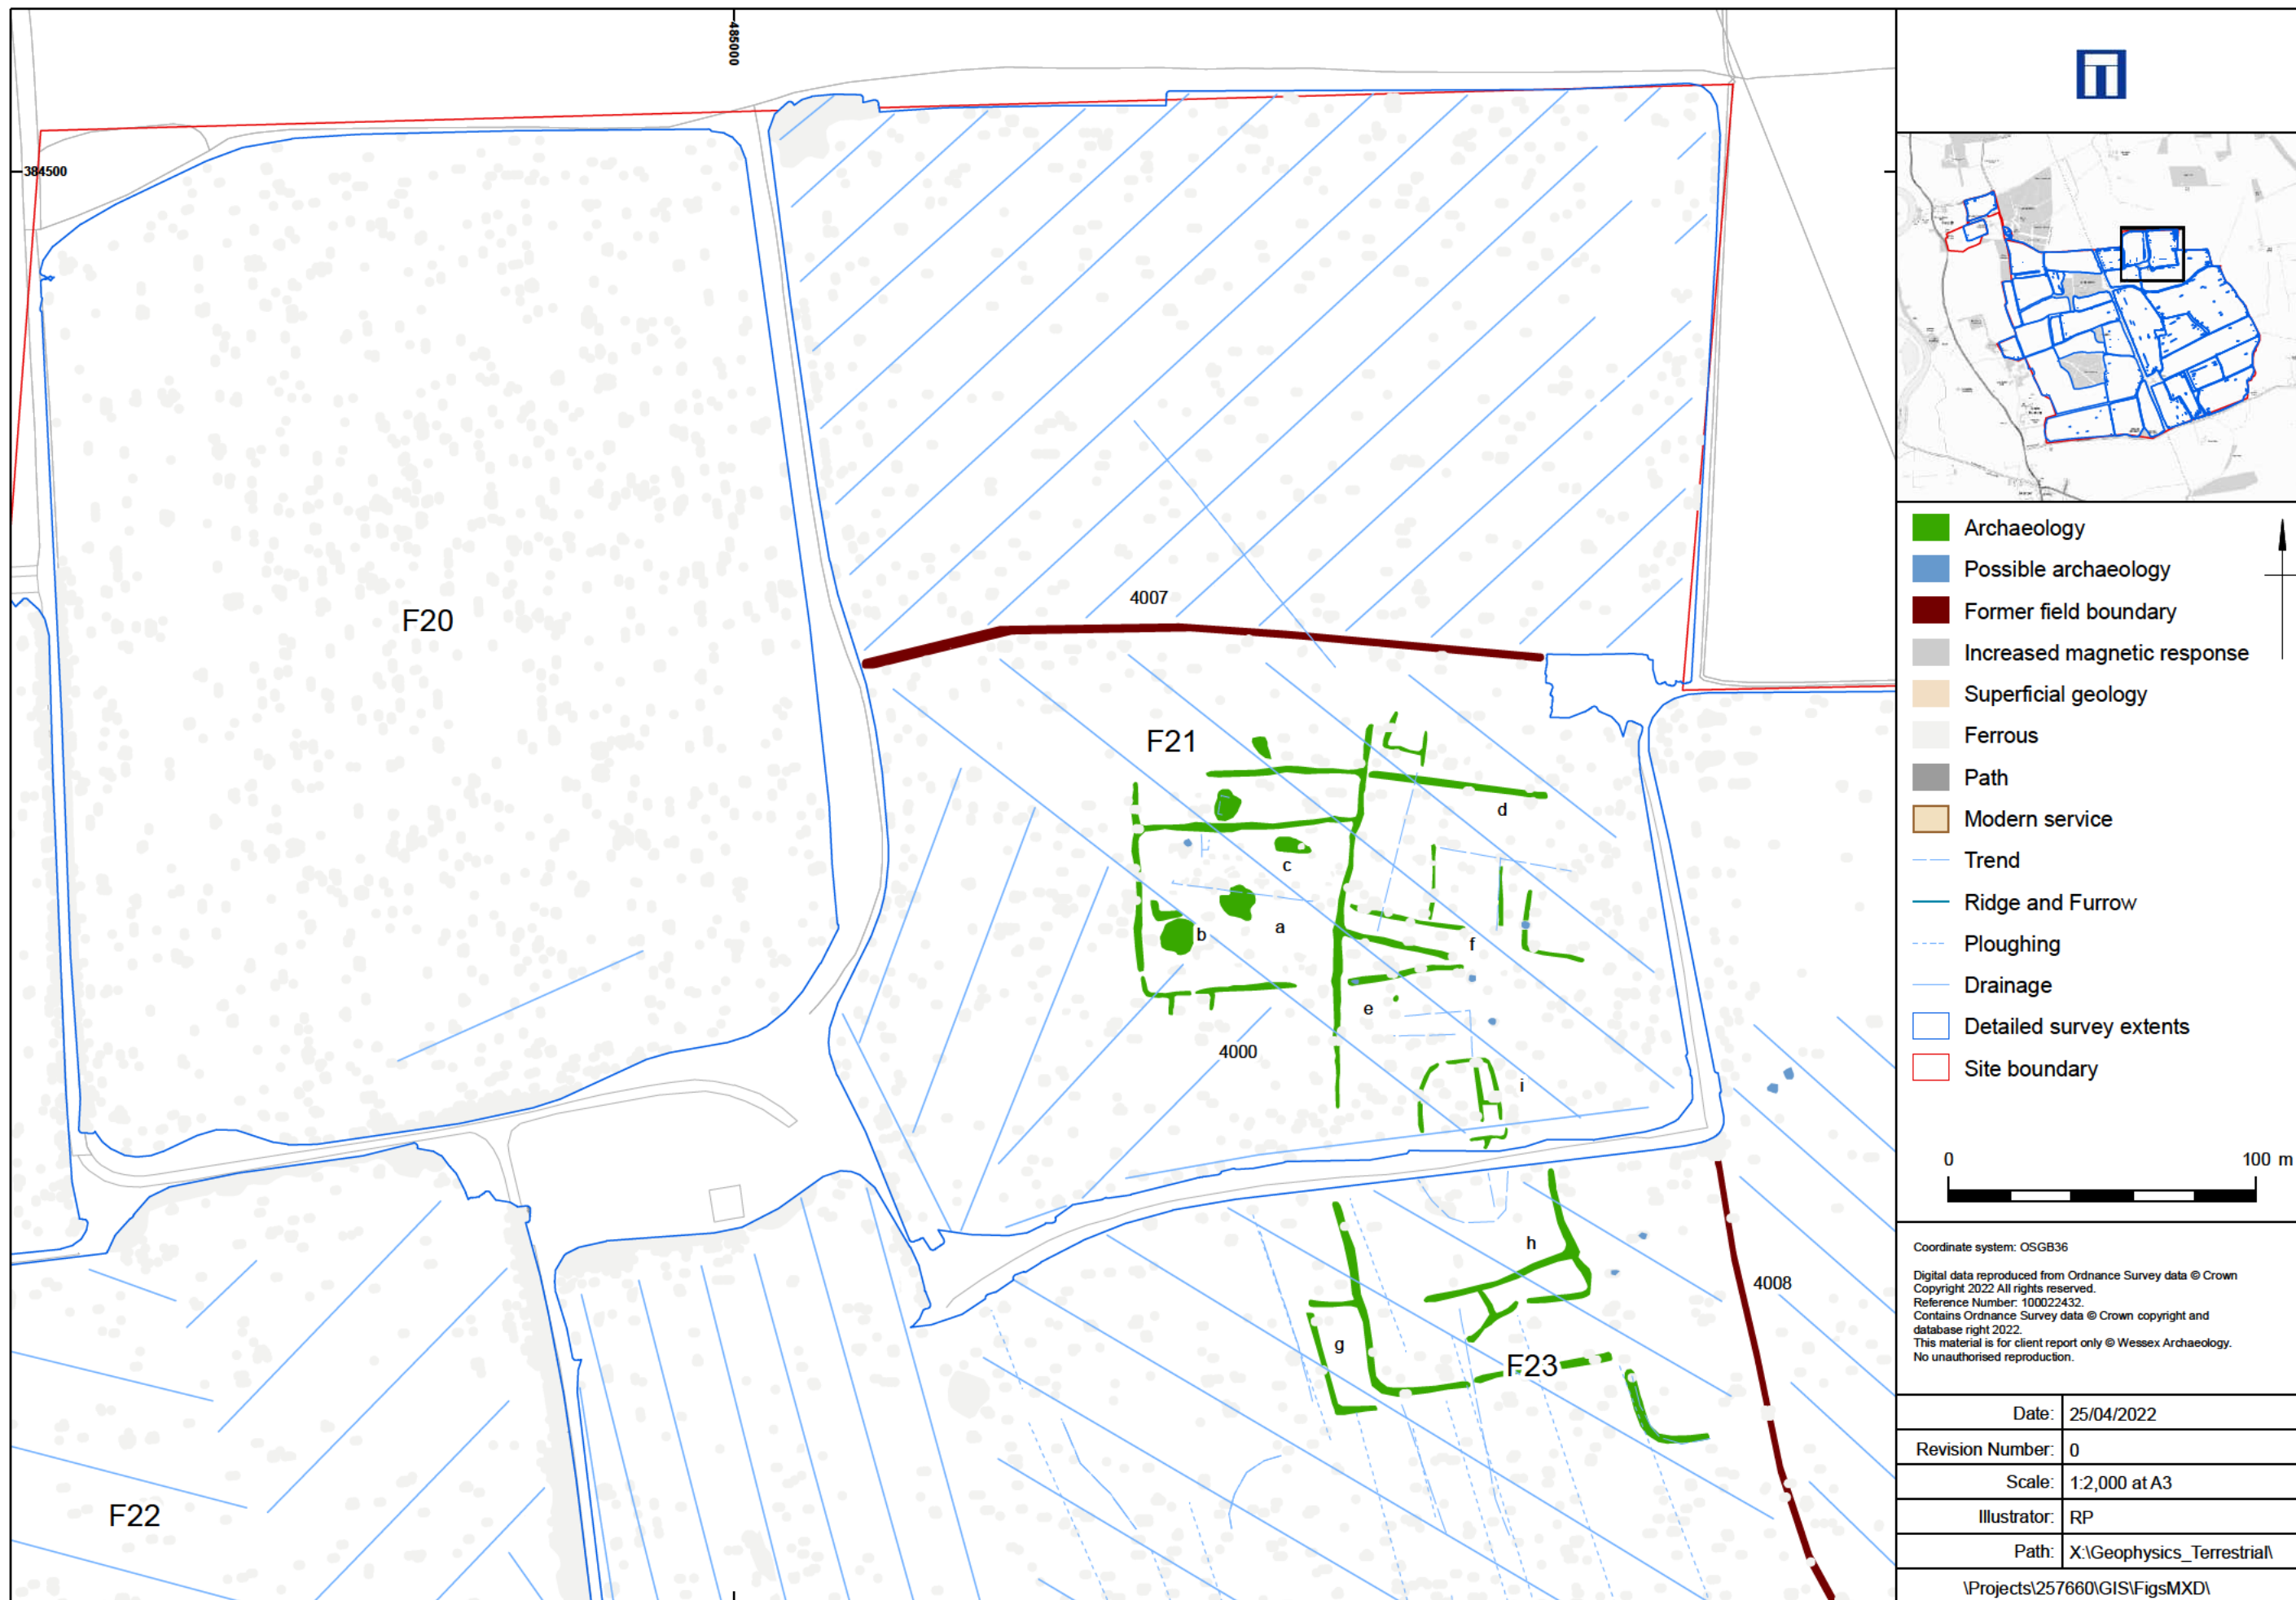 485000
384500
F20
4007
F21
d
c
a
b
f
e
4000
i
h
4008
g
F23
F22
Archaeology
Possible archaeology
Former field boundary
Increased magnetic response
Superficial geology
Ferrous
Path
Modern service
Trend
Ridge and Furrow
Ploughing
Drainage
Detailed survey extents
Site boundary
0 100 m
Coordinate system: OSGB36
Digital data reproduced from Ordnance Survey data © Crown
Copyright 2022 All rights reserved.
Reference Number: 100022432.
Contains Ordnance Survey data © Crown copyright and
database right 2022.
This material is for client report only © Wessex Archaeology.
No unauthorised reproduction.
Date: 25/04/2022
Revision Number: 0
Scale: 1:2,000 at A3
Illustrator: RP
Path: X:\Geophysics_Terrestrial\
\Projects\257660\GIS\FigsMXD\